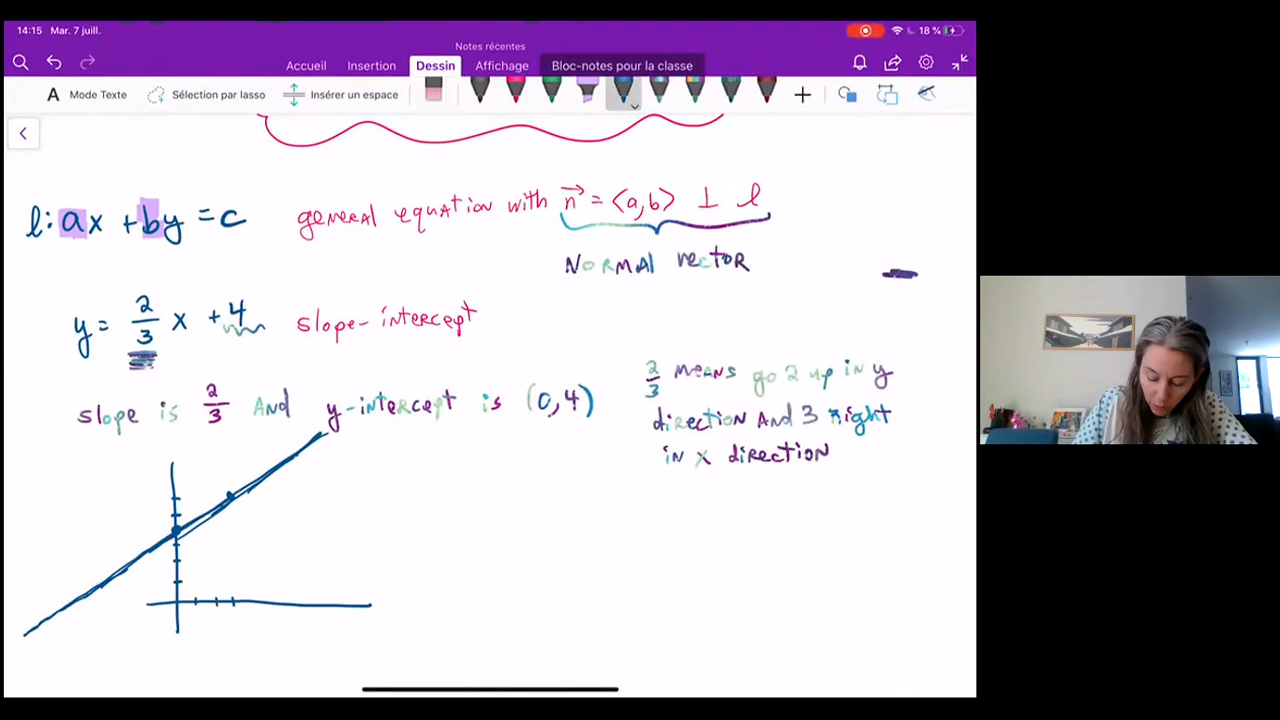 14:15 Mar. 7 juill.
18 %
Notes récentes
Accueil Insertion Dessin Affichage Bloc-notes pour la classe
A Mode Texte Sélection par lasso Insérer un espace
l: ax + by = c general equation with n⃗ = <a,b> ⊥ l
Normal vector
y = 2/3 x + 4 slope-intercept
slope is 2/3 And y-intercept is (0,4)
2/3 means go 2 up in y
direction And 3 right
in x direction